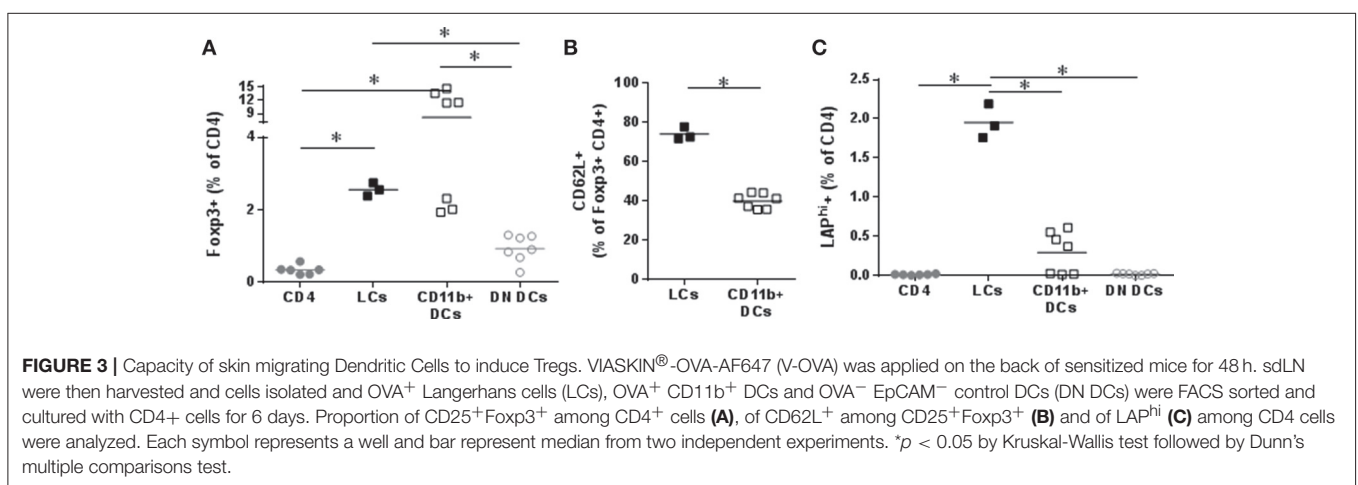 A
*
*
*
*
15
12
9
4
2
0
Foxp3+ (% of CD4)
CD4
LCs
CD11b+
DCs
DN DCs
B
*
100
80
60
40
20
0
CD62L+
(% of Foxp3+ CD4+)
LCs
CD11b+
DCs
C
*
*
*
2.5
2.0
1.5
1.0
0.5
0.0
LAPhi+ (% of CD4)
CD4
LCs
CD11b+
DCs
DN DCs
FIGURE 3 | Capacity of skin migrating Dendritic Cells to induce Tregs. VIASKIN®-OVA-AF647 (V-OVA) was applied on the back of sensitized mice for 48 h. sdLN
were then harvested and cells isolated and OVA+ Langerhans cells (LCs), OVA+ CD11b+ DCs and OVA− EpCAM− control DCs (DN DCs) were FACS sorted and
cultured with CD4+ cells for 6 days. Proportion of CD25+Foxp3+ among CD4+ cells (A), of CD62L+ among CD25+Foxp3+ (B) and of LAPhi (C) among CD4 cells
were analyzed. Each symbol represents a well and bar represent median from two independent experiments. *p < 0.05 by Kruskal-Wallis test followed by Dunn's
multiple comparisons test.